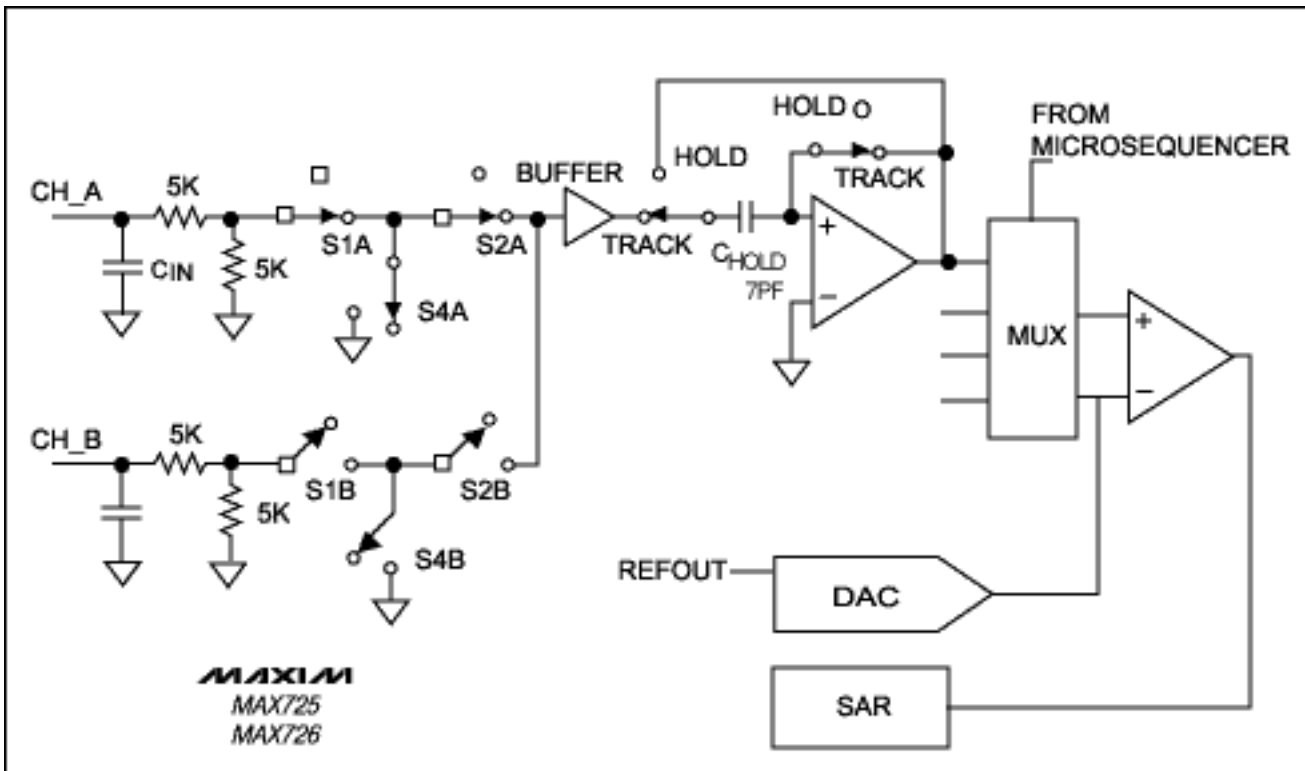 HOLD
FROM
MICROSEQUENCER
HOLD
BUFFER
TRACK
CH_A
5K
S1A
S2A
TRACK
CHOLD
7PF
CIN
5K
S4A
+
−
MUX
+
−
CH_B
5K
S1B
S2B
5K
S4B
REFOUT
DAC
SAR
MAXIM
MAX725
MAX726